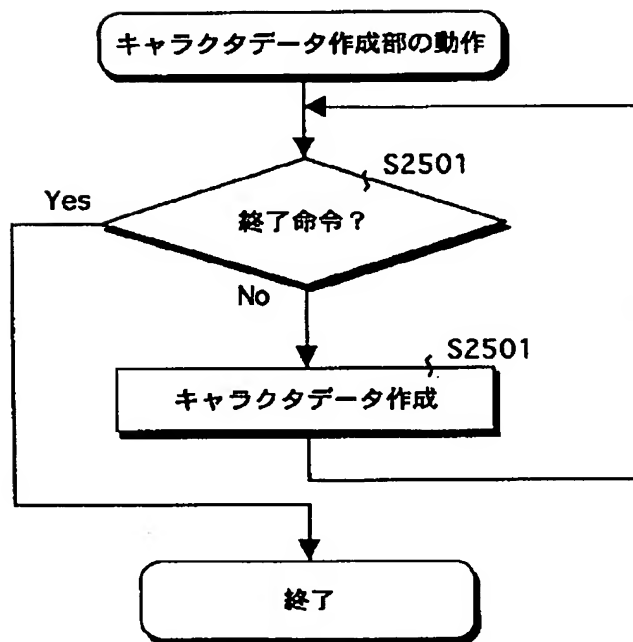 キャラクタデータ作成部の動作
S2501
Yes
終了命令?
No
S2501
キャラクタデータ作成
終了